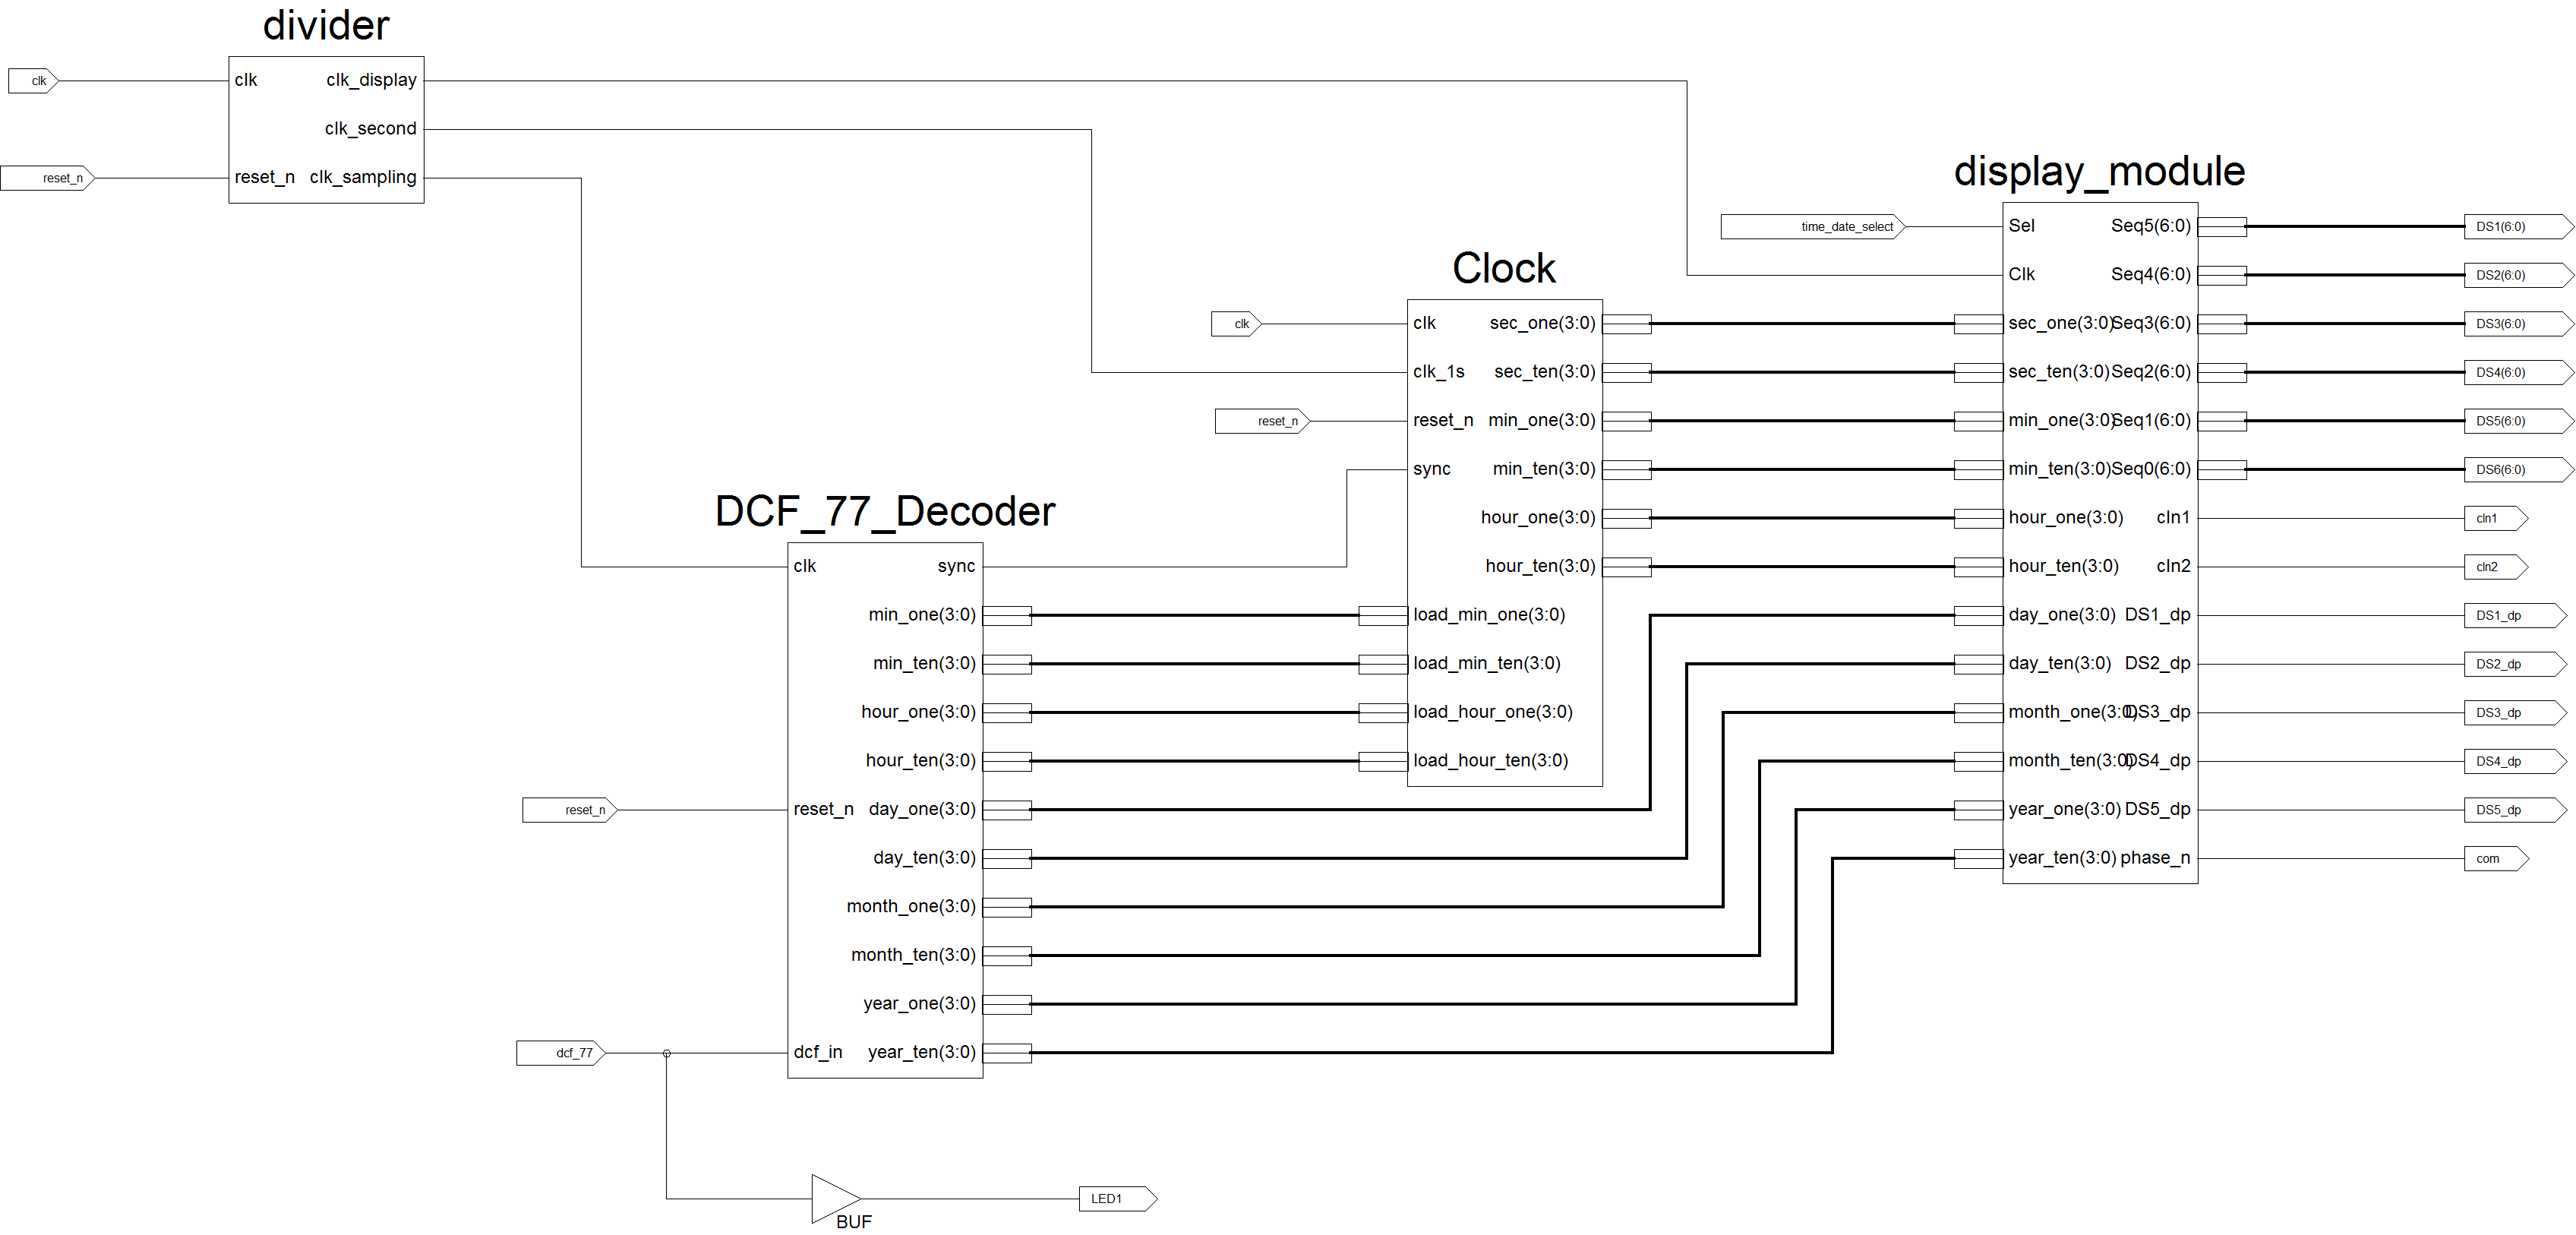 divider
clk
clk
clk_display
clk_second
reset_n
reset_n
clk_sampling
display_module
time_date_select
Sel
Seq5(6:0)
DS1(6:0)
Clk
Seq4(6:0)
DS2(6:0)
Clock
clk
clk
sec_one(3:0)
sec_one(3:0)
Seq3(6:0)
DS3(6:0)
clk_1s
sec_ten(3:0)
sec_ten(3:0)
Seq2(6:0)
DS4(6:0)
reset_n
reset_n
min_one(3:0)
min_one(3:0)
Seq1(6:0)
DS5(6:0)
sync
min_ten(3:0)
min_ten(3:0)
Seq0(6:0)
DS6(6:0)
hour_one(3:0)
hour_one(3:0)
cln1
cln1
hour_ten(3:0)
hour_ten(3:0)
cln2
cln2
DCF_77_Decoder
clk
sync
min_one(3:0)
load_min_one(3:0)
day_one(3:0)
DS1_dp
DS1_dp
min_ten(3:0)
load_min_ten(3:0)
day_ten(3:0)
DS2_dp
DS2_dp
hour_one(3:0)
load_hour_one(3:0)
month_one(3:0)
DS3_dp
DS3_dp
hour_ten(3:0)
load_hour_ten(3:0)
month_ten(3:0)
DS4_dp
DS4_dp
reset_n
reset_n
day_one(3:0)
year_one(3:0)
DS5_dp
DS5_dp
day_ten(3:0)
year_ten(3:0)
phase_n
com
month_one(3:0)
month_ten(3:0)
year_one(3:0)
dcf_77
dcf_in
year_ten(3:0)
LED1
BUF